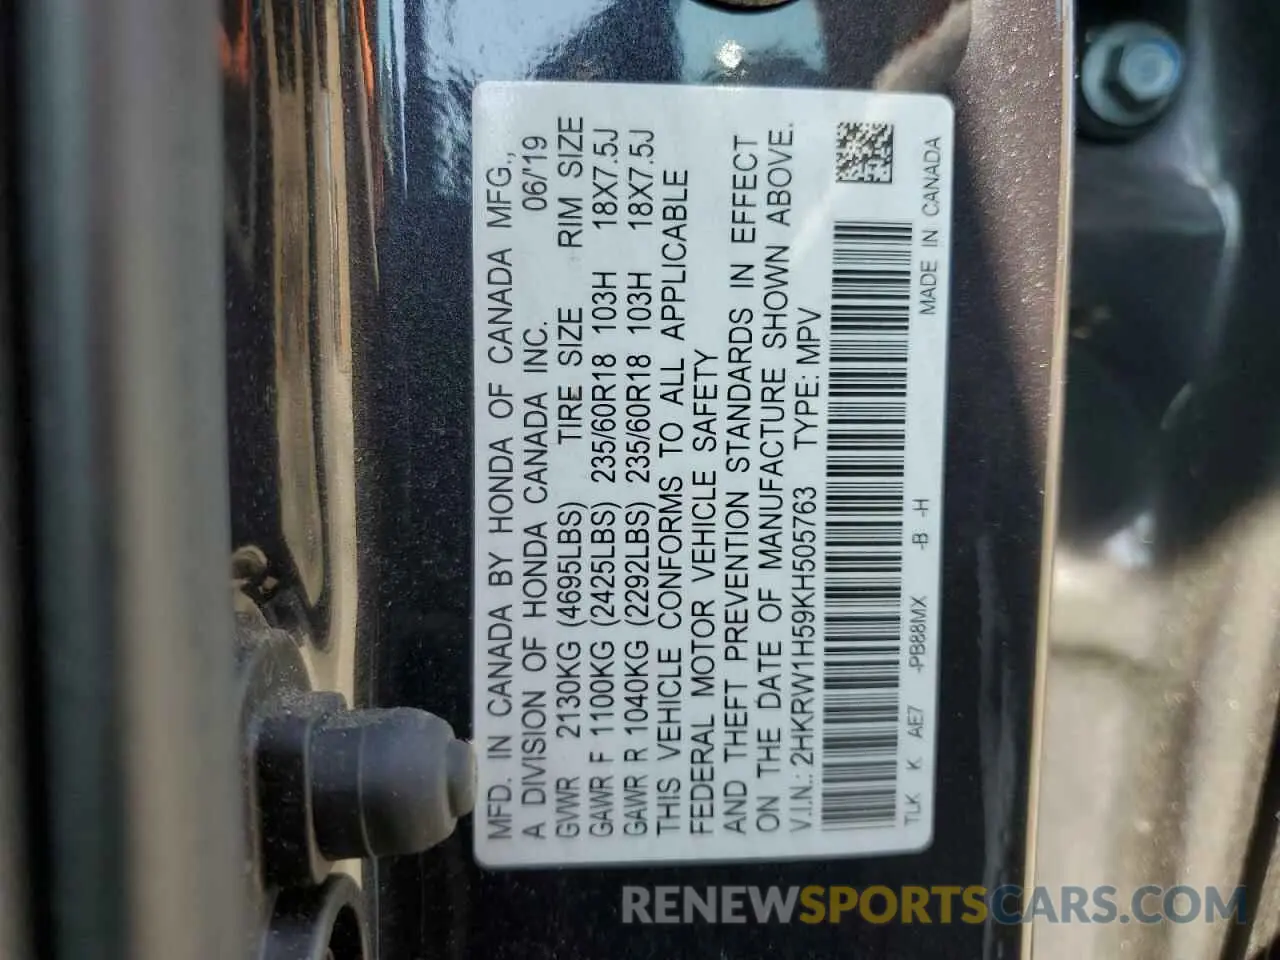 MFD. IN CANADA BY HONDA OF CANADA MFG.,
A DIVISION OF HONDA CANADA INC. 06/'19
GVWR 2130KG (4695LBS) TIRE SIZE RIM SIZE
GAWR F 1100KG (2425LBS) 235/60R18 103H 18X7.5J
GAWR R 1040KG (2292LBS) 235/60R18 103H 18X7.5J
THIS VEHICLE CONFORMS TO ALL APPLICABLE
FEDERAL MOTOR VEHICLE SAFETY
AND THEFT PREVENTION STANDARDS IN EFFECT
ON THE DATE OF MANUFACTURE SHOWN ABOVE.
V.I.N.: 2HKRW1H59KH505763 TYPE: MPV
TLK K AE7 -PB88MX -B -H MADE IN CANADA
RENEWSPORTSCARS.COM